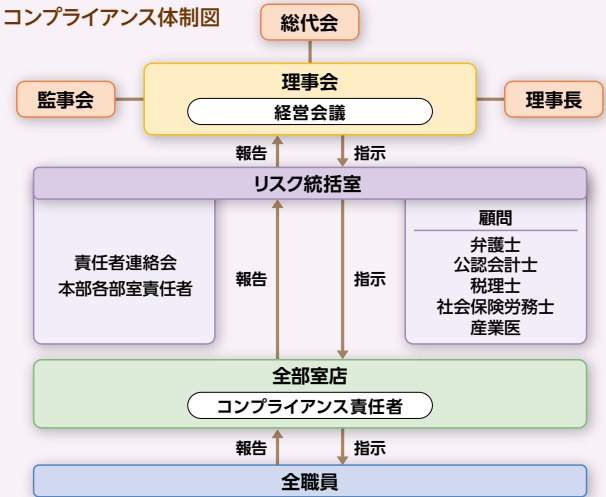 コンプライアンス体制図
総代会
理事会
経営会議
監事会
理事長
報告
指示
リスク統括室
責任者連絡会
本部各部室責任者
報告
指示
顧問
弁護士
公認会計士
税理士
社会保険労務士
産業医
全部室店
コンプライアンス責任者
報告
指示
全職員